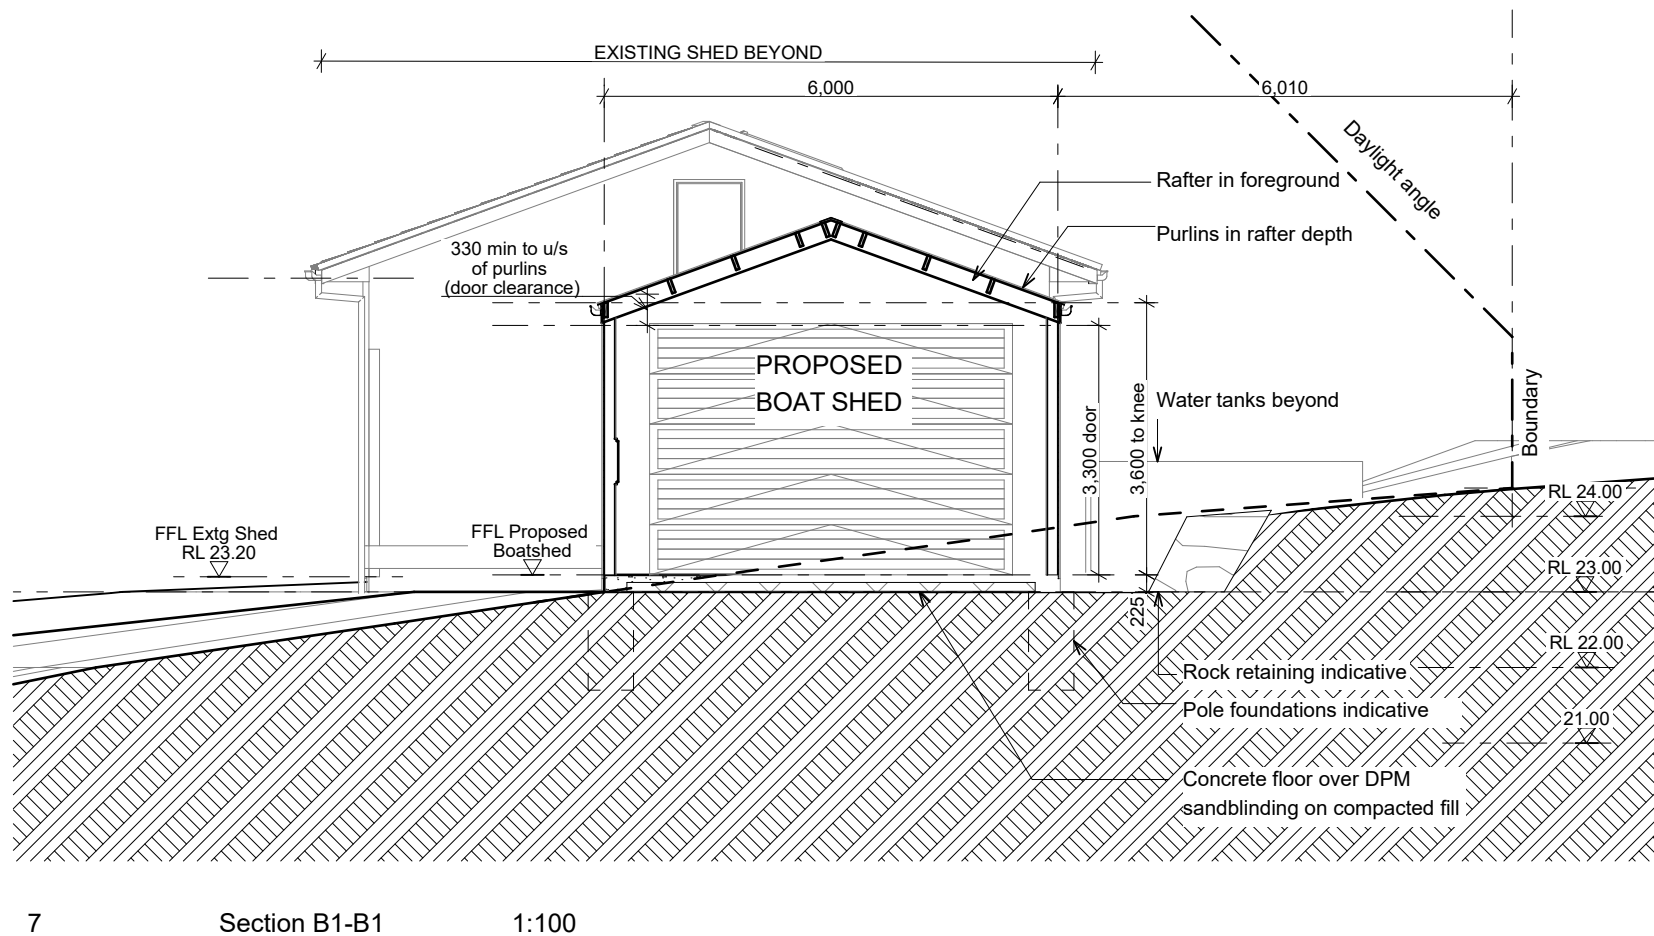 EXISTING SHED BEYOND
6,000
6,010
Daylight angle
Rafter in foreground
Purlins in rafter depth
330 min to u/s
of purlins
(door clearance)
PROPOSED
BOAT SHED
3,300 door
3,600 to knee
Water tanks beyond
Boundary
RL 24.00
FFL Extg Shed
RL 23.20
FFL Proposed
Boatshed
RL 23.00
225
RL 22.00
Rock retaining indicative
Pole foundations indicative
21.00
Concrete floor over DPM
sandblinding on compacted fill
7 Section B1-B1 1:100